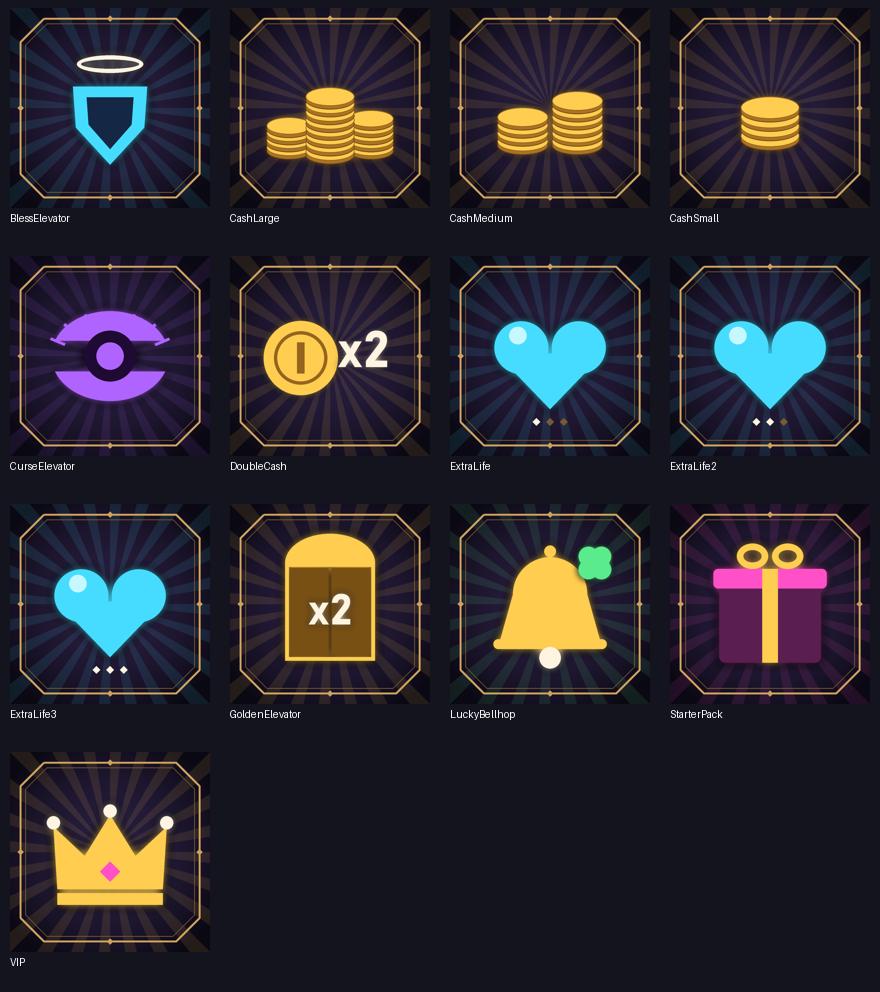 BlessElevator
CashLarge
CashMedium
CashSmall
x2
CurseElevator
DoubleCash
ExtraLife
ExtraLife2
x2
ExtraLife3
GoldenElevator
LuckyBellhop
StarterPack
VIP